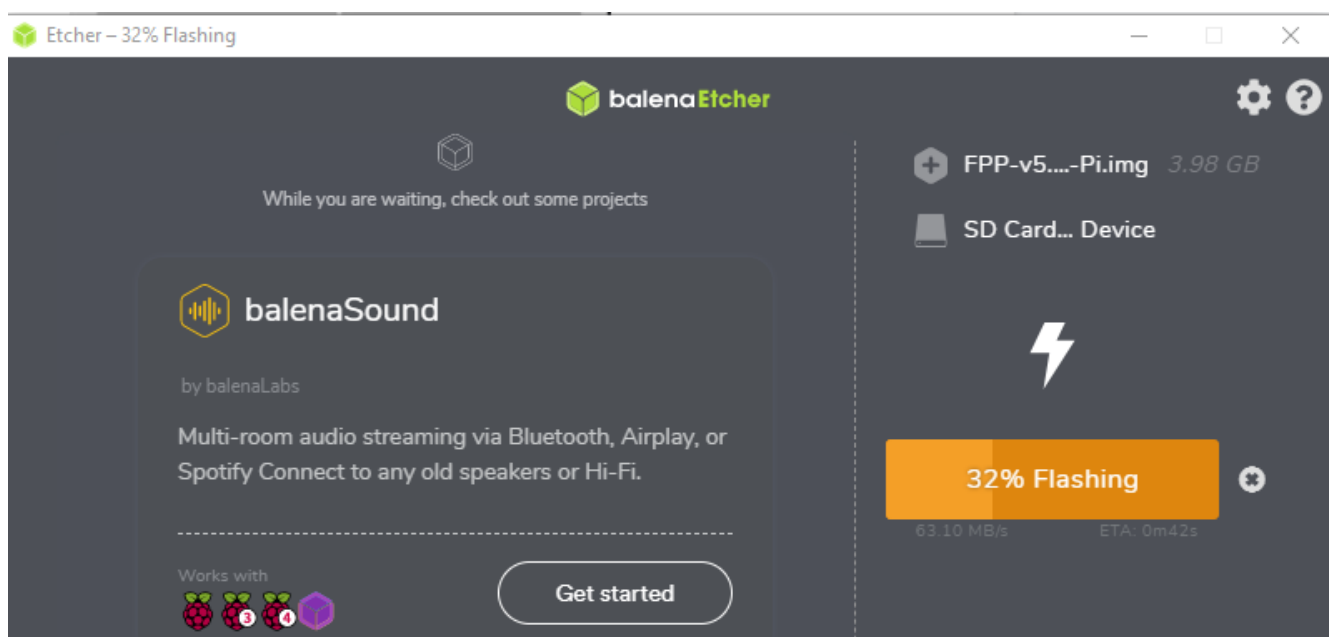 Etcher – 32% Flashing
balenaEtcher
While you are waiting, check out some projects
balenaSound
by balenaLabs
Multi-room audio streaming via Bluetooth, Airplay, or
Spotify Connect to any old speakers or Hi-Fi.
Works with
3 4
Get started
FPP-v5....-Pi.img 3.98 GB
SD Card... Device
32% Flashing
63.10 MB/s ETA: 0m42s